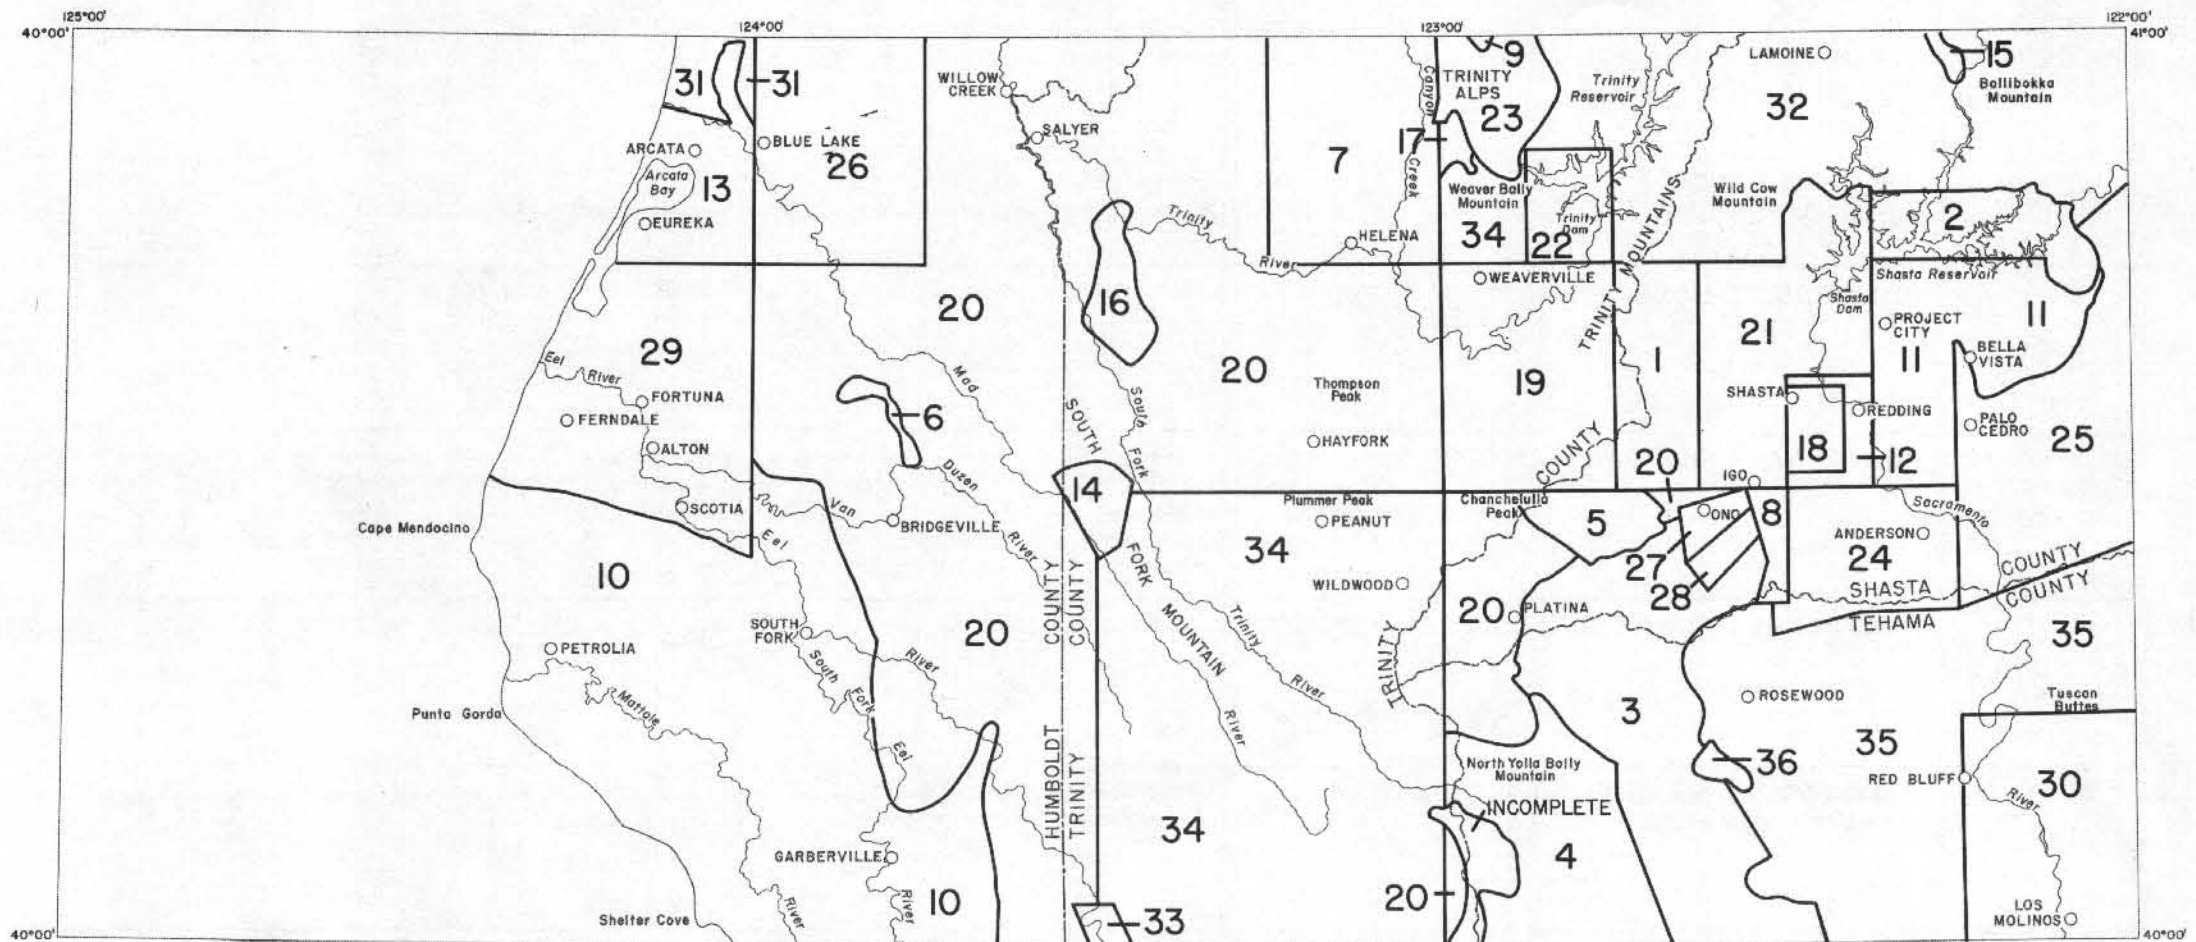 125°00'
124°00'
123°00'
122°00'
40°00'
41°00'
31
31
WILLOW
CREEK
9
TRINITY
ALPS
23
Canyon
Creek
Trinity
Reservoir
LAMOINE
15
Bollibokka
Mountain
32
ARCATA
BLUE LAKE
26
SALYER
7
17
Arcata
Bay
13
EUREKA
Weaver Bally
Mountain
Wild Cow
Mountain
2
Trinity
River
HELENA
34
Trinity
Dam
22
TRINITY MOUNTAINS
WEAVERVILLE
Shasta Reservoir
20
16
Shasta
Dam
21
PROJECT
CITY
11
11
29
Eel
River
Mad
20
Thompson
Peak
19
1
BELLA
VISTA
FORTUNA
FERNDALE
6
SOUTH
South
Fork
HAYFORK
SHASTA
REDDING
PALO
CEDRO
25
ALTON
COUNTY
20
18
12
IGO
Duzen
14
Van
SCOTIA
Eel
BRIDGEVILLE
River
Plummer Peak
PEANUT
Chanchelulla
Peak
5
ONO
8
Sacramento
ANDERSON
24
Cape Mendocino
10
34
FORK
WILDWOOD
27
28
SHASTA
COUNTY
COUNTY
TEHAMA
COUNTY
COUNTY
MOUNTAIN
Trinity
River
20
PLATINA
SOUTH
FORK
20
35
PETROLIA
South
Fork
Eel
River
TRINITY
3
ROSEWOOD
Tuscan
Buttes
Punta Gorda
Mattole
River
HUMBOLDT
TRINITY
North Yolla Bolly
Mountain
36
35
RED BLUFF
30
River
INCOMPLETE
34
4
GARBERVILLE
10
River
River
20
33
Shelter Cove
LOS
MOLINOS
40°00'
40°00'